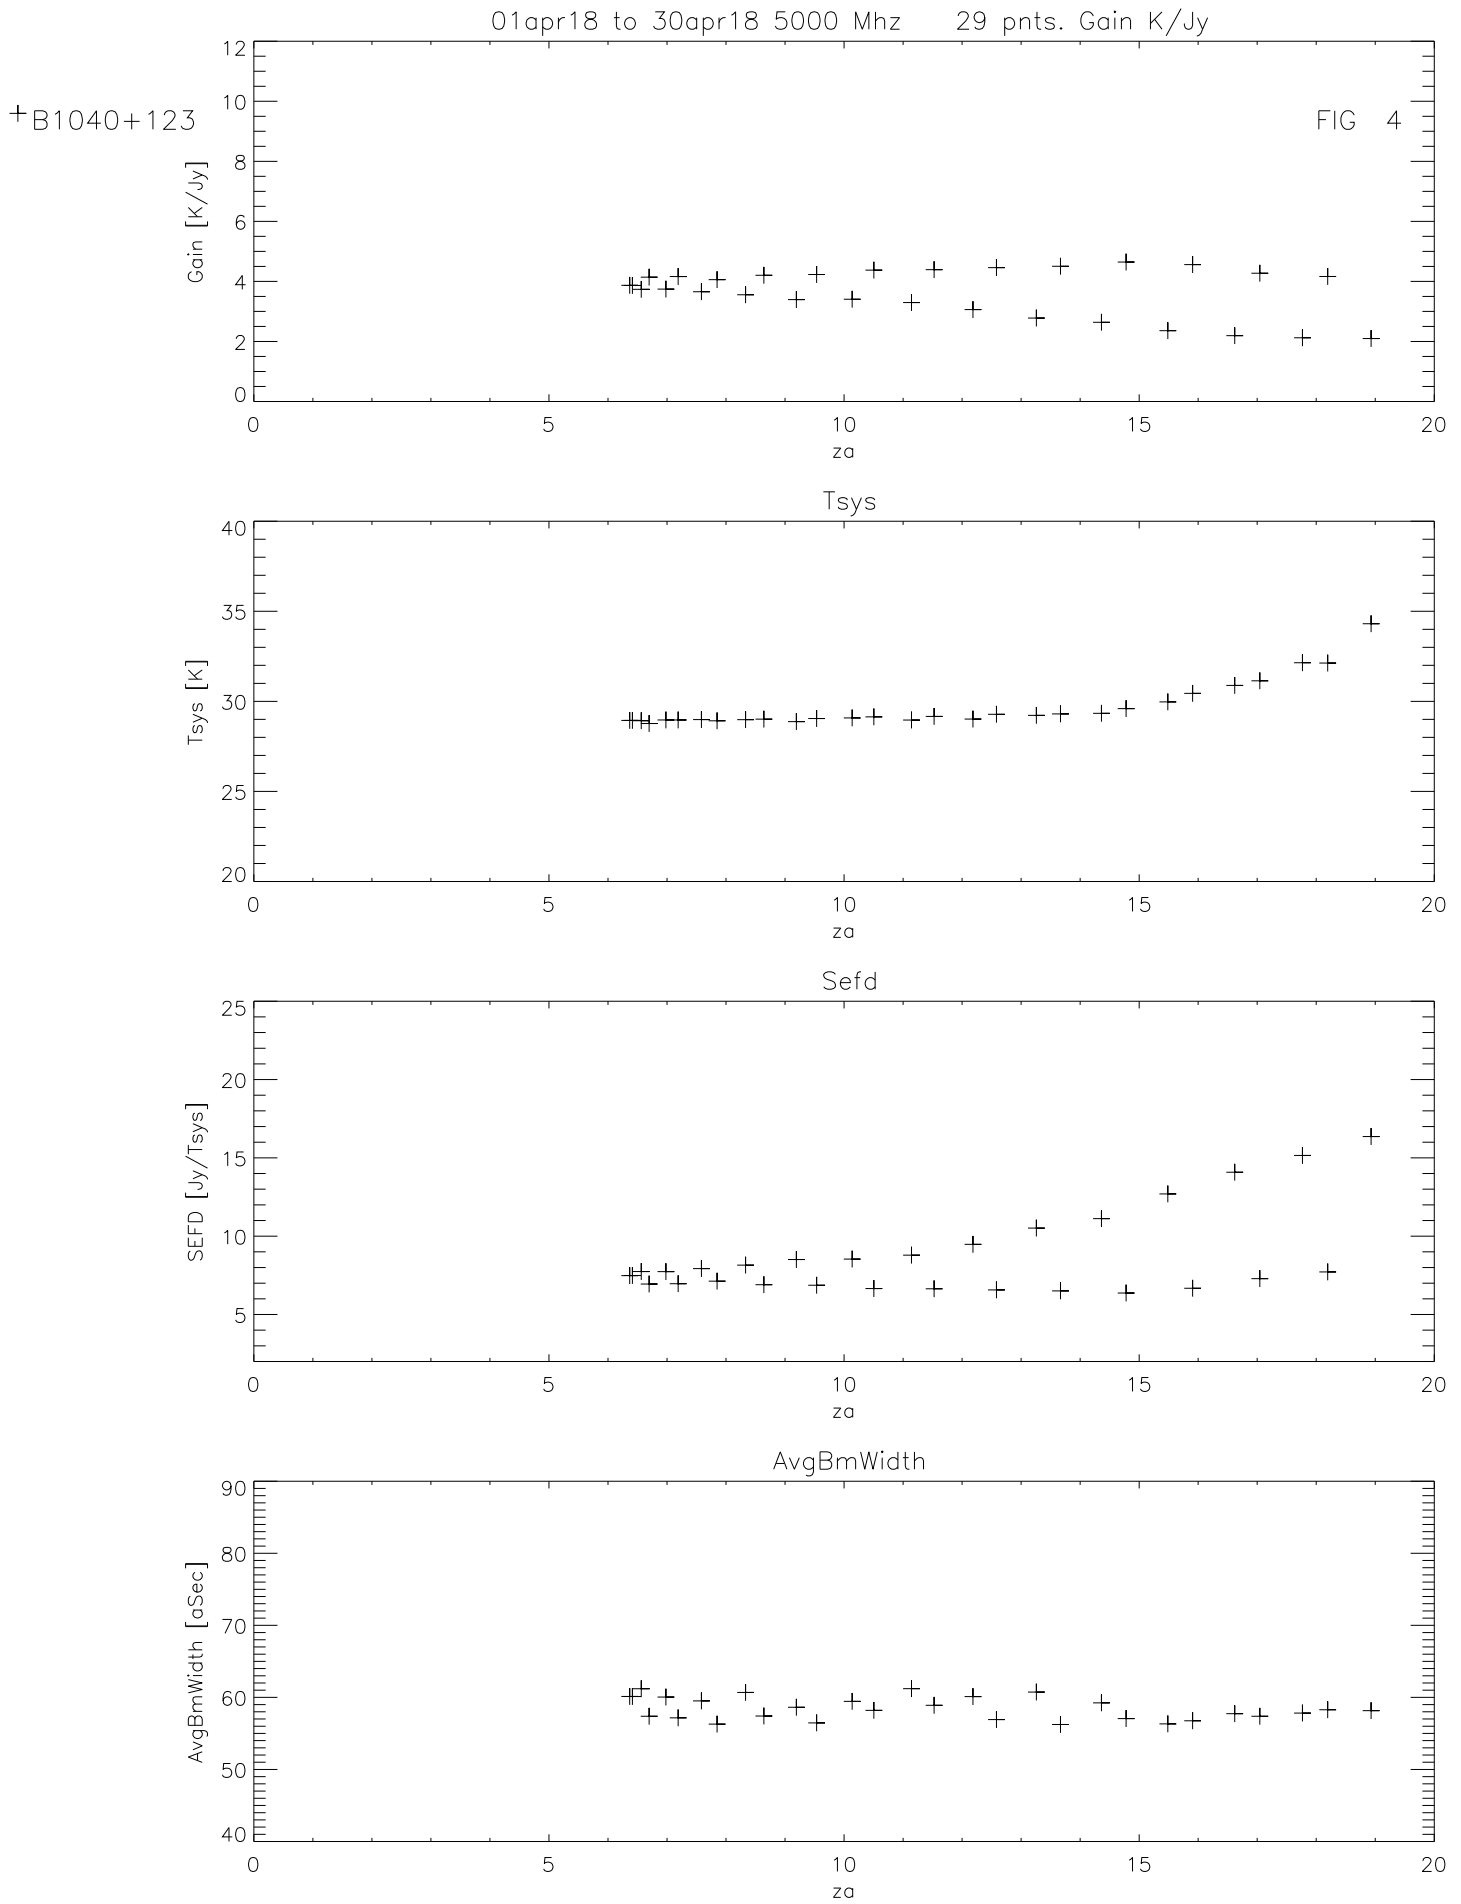 01apr18 to 30apr18 5000 Mhz 29 pnts. Gain K/Jy
+B1040+123
FIG 4
Gain [K/Jy]
12
10
8
6
4
2
0
0 5 10 15 20
za
Tsys
Tsys [K]
40
35
30
25
20
0 5 10 15 20
za
Sefd
SEFD [Jy/Tsys]
25
20
15
10
5
0 5 10 15 20
za
AvgBmWidth
AvgBmWidth [aSec]
90
80
70
60
50
40
0 5 10 15 20
za